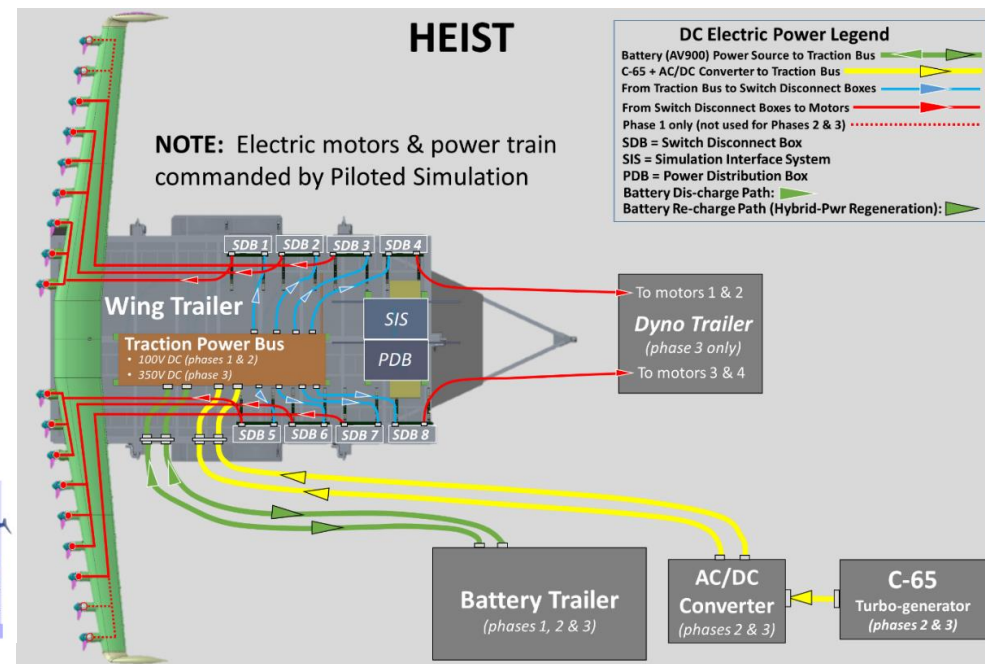 HEIST
NOTE: Electric motors & power train
commanded by Piloted Simulation
DC Electric Power Legend
Battery (AV900) Power Source to Traction Bus
C-65 + AC/DC Converter to Traction Bus
From Traction Bus to Switch Disconnect Boxes
From Switch Disconnect Boxes to Motors
Phase 1 only (not used for Phases 2 & 3)
SDB = Switch Disconnect Box
SIS = Simulation Interface System
PDB = Power Distribution Box
Battery Dis-charge Path:
Battery Re-charge Path (Hybrid-Pwr Regeneration):
SDB 1
SDB 2
SDB 3
SDB 4
Wing Trailer
SIS
PDB
Traction Power Bus
• 100V DC (phases 1 & 2)
• 350V DC (phase 3)
To motors 1 & 2
Dyno Trailer
(phase 3 only)
To motors 3 & 4
SDB 5
SDB 6
SDB 7
SDB 8
Battery Trailer
(phases 1, 2 & 3)
AC/DC
Converter
(phases 2 & 3)
C-65
Turbo-generator
(phases 2 & 3)